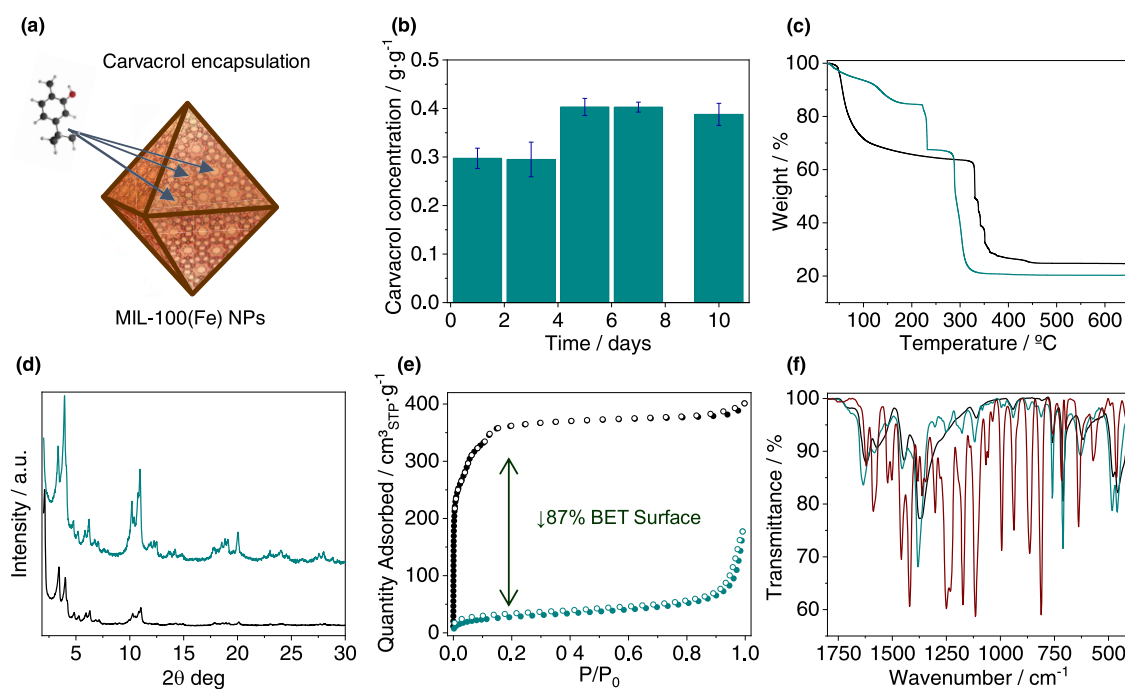 (a)
Carvacrol encapsulation
MIL-100(Fe) NPs
(b)
Carvacrol concentration / g·g-1
0.5
0.4
0.3
0.2
0.1
0.0
0 2 4 6 8 10
Time / days
(c)
Weight / %
100
80
60
40
20
100 200 300 400 500 600
Temperature / ºC
(d)
Intensity / a.u.
5 10 15 20 25 30
2θ deg
(e)
Quantity Adsorbed / cm³STP·g-1
400
300
200
100
0
↓87% BET Surface
0.0 0.2 0.4 0.6 0.8 1.0
P/P0
(f)
Transmittance / %
100
90
80
70
60
1750 1500 1250 1000 750 500
Wavenumber / cm-1